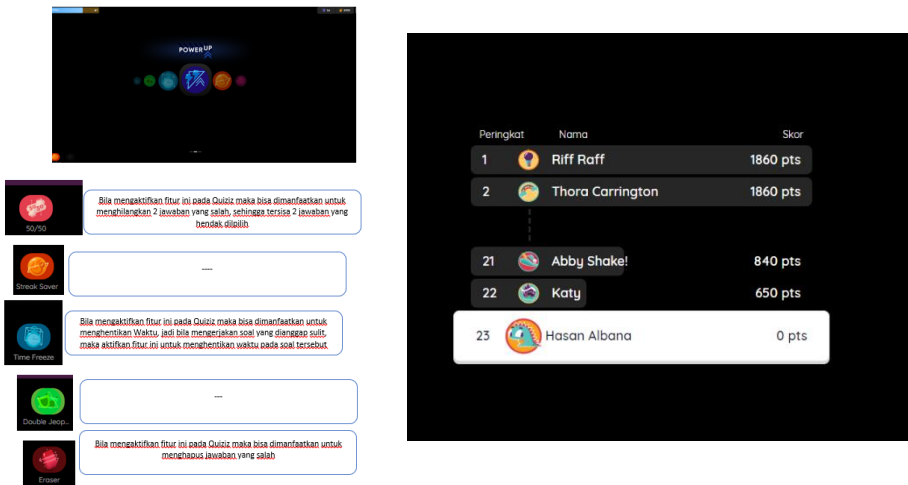 POWER UP
50/50
Bila mengaktifkan fitur ini pada Quiziz maka bisa dimanfaatkan untuk
menghilangkan 2 jawaban yang salah, sehingga tersisa 2 jawaban yang
hendak dilpilih
Streak Saver
----
Time Freeze
Bila mengaktifkan fitur ini pada Quiziz maka bisa dimanfaatkan untuk
menghentikan Waktu, jadi bila mengerjakan soal yang dianggap sulit,
maka aktifkan fitur ini untuk menghentikan waktu pada soal tersebut
Double Jeop...
---
Eraser
Bila mengaktifkan fitur ini pada Quiziz maka bisa dimanfaatkan untuk
menghapus jawaban yang salah
Peringkat Nama Skor
1 Riff Raff 1860 pts
2 Thora Carrington 1860 pts
21 Abby Shake! 840 pts
22 Katy 650 pts
23 Hasan Albana 0 pts